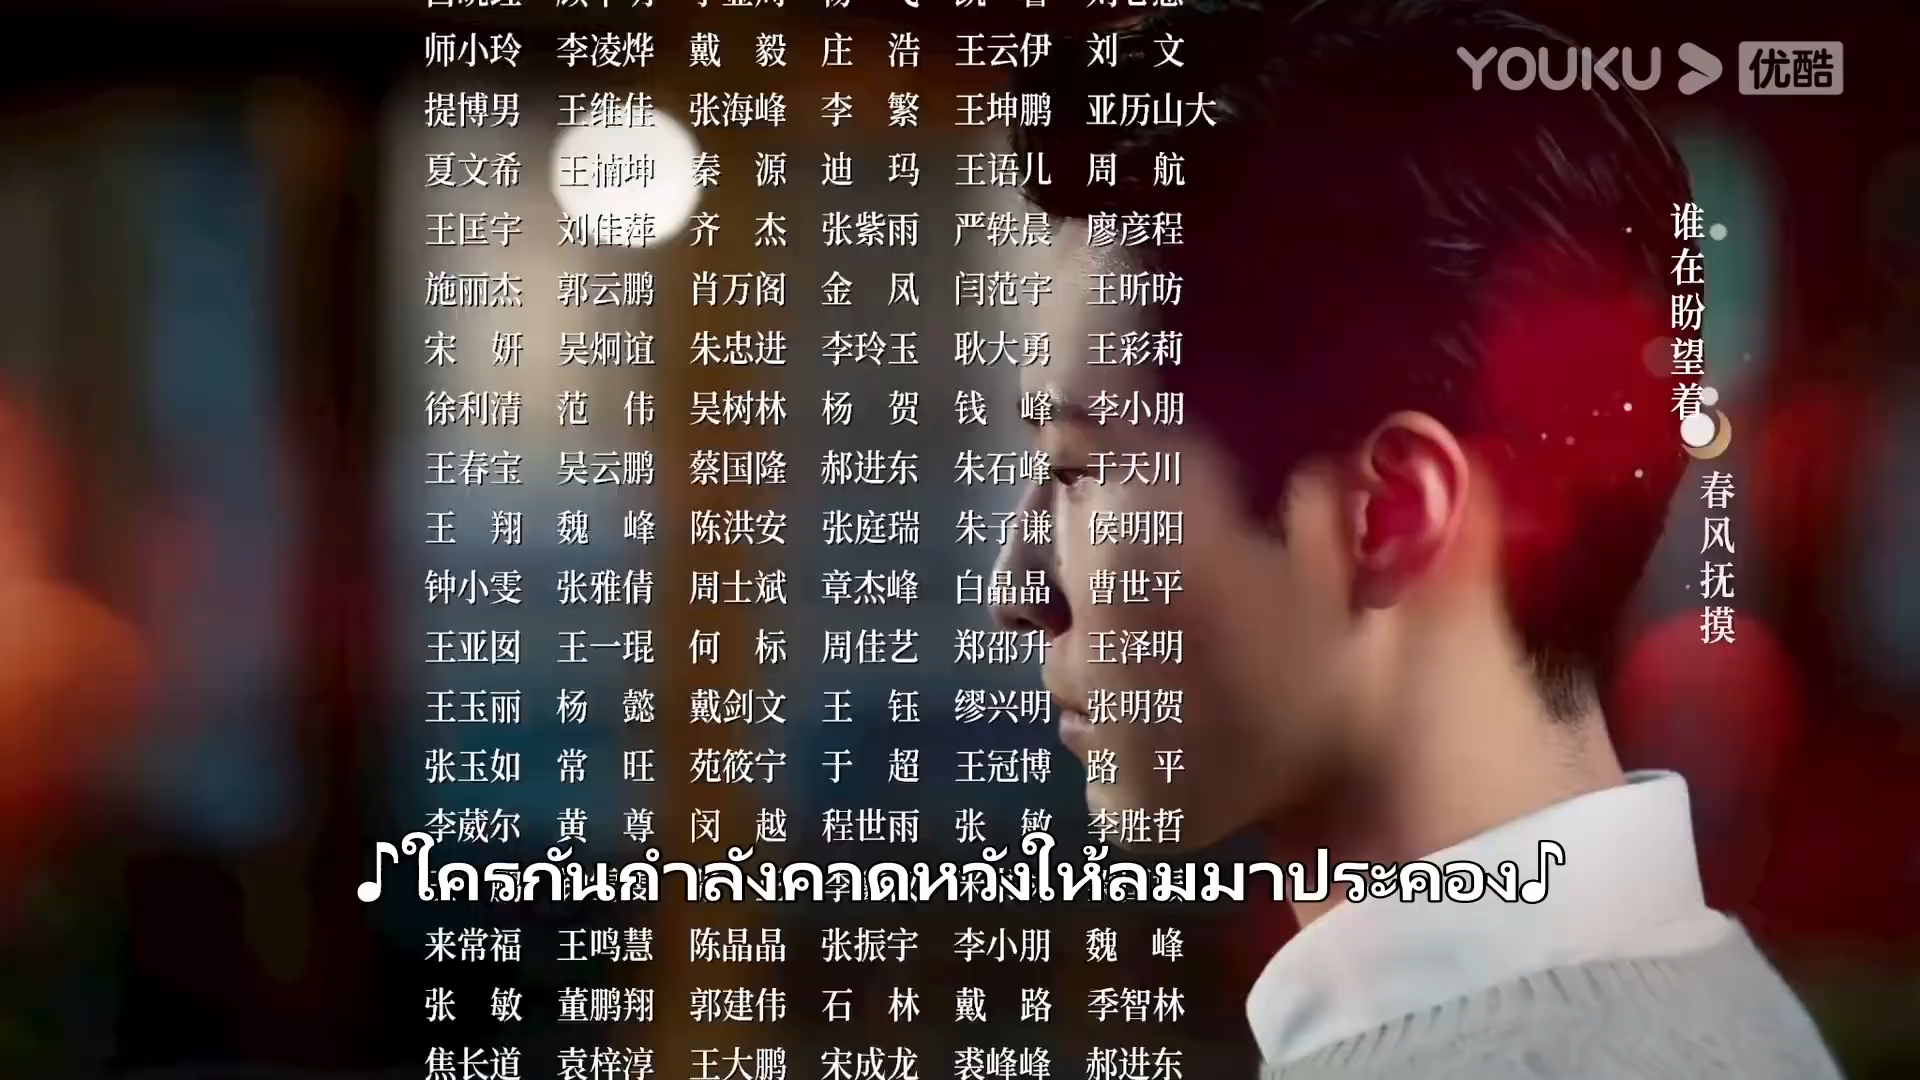 YOUKU 优酷
师小玲 李凌烨 戴 毅 庄 浩 王云伊 刘 文
提博男 王维佳 张海峰 李 繁 王坤鹏 亚历山大
夏文希 王楠坤 秦 源 迪 玛 王语儿 周 航
王匡宇 刘佳萍 齐 杰 张紫雨 严轶晨 廖彦程
施丽杰 郭云鹏 肖万阁 金 凤 闫范宇 王昕昉
宋 妍 吴炯谊 朱忠进 李玲玉 耿大勇 王彩莉
徐利清 范 伟 吴树林 杨 贺 钱 峰 李小朋
王春宝 吴云鹏 蔡国隆 郝进东 朱石峰 于天川
王 翔 魏 峰 陈洪安 张庭瑞 朱子谦 侯明阳
钟小雯 张雅倩 周士斌 章杰峰 白晶晶 曹世平
王亚囡 王一琨 何 标 周佳艺 郑邵升 王泽明
王玉丽 杨 懿 戴剑文 王 钰 缪兴明 张明贺
张玉如 常 旺 苑筱宁 于 超 王冠博 路 平
李葳尔 黄 尊 闵 越 程世雨 张 敏 李胜哲
♪ใครกันกำลังคาดหวังให้ลมมาประคอง♪
来常福 王鸣慧 陈晶晶 张振宇 李小朋 魏 峰
张 敏 董鹏翔 郭建伟 石 林 戴 路 季智林
焦长道 袁梓淳 王大鹏 宋成龙 裘峰峰 郝进东
谁在盼望着
春风抚摸